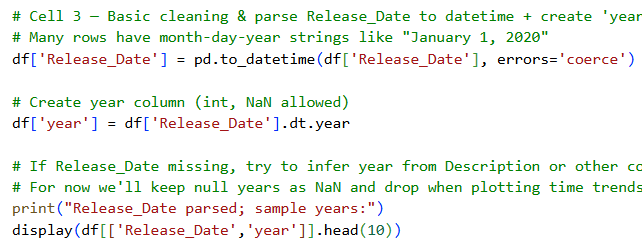 # Cell 3 — Basic cleaning & parse Release_Date to datetime + create 'year
# Many rows have month-day-year strings like "January 1, 2020"
df['Release_Date'] = pd.to_datetime(df['Release_Date'], errors='coerce')
# Create year column (int, NaN allowed)
df['year'] = df['Release_Date'].dt.year
# If Release_Date missing, try to infer year from Description or other co
# For now we'll keep null years as NaN and drop when plotting time trends
print("Release_Date parsed; sample years:")
display(df[['Release_Date','year']].head(10))